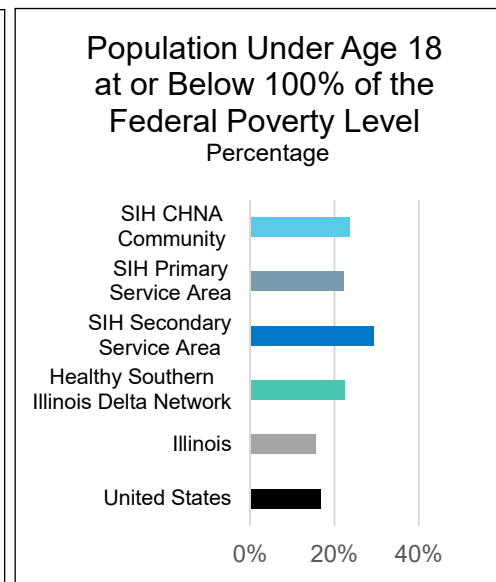 Population Under Age 18
at or Below 100% of the
Federal Poverty Level
Percentage
SIH CHNA
Community
SIH Primary
Service Area
SIH Secondary
Service Area
Healthy Southern
Illinois Delta Network
Illinois
United States
0% 20% 40%